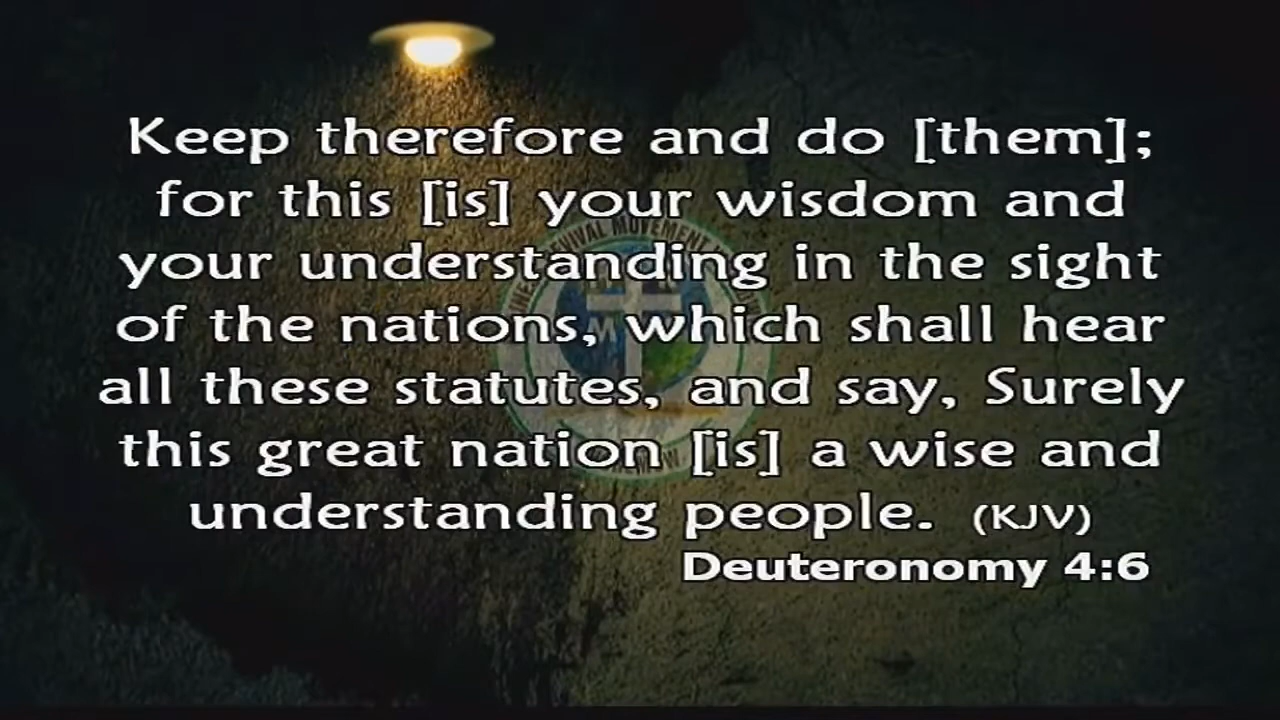 Keep therefore and do [them];
for this [is] your wisdom and
your understanding in the sight
of the nations, which shall hear
all these statutes, and say, Surely
this great nation [is] a wise and
understanding people. (KJV)
Deuteronomy 4:6
REVIVAL MOVEMENT